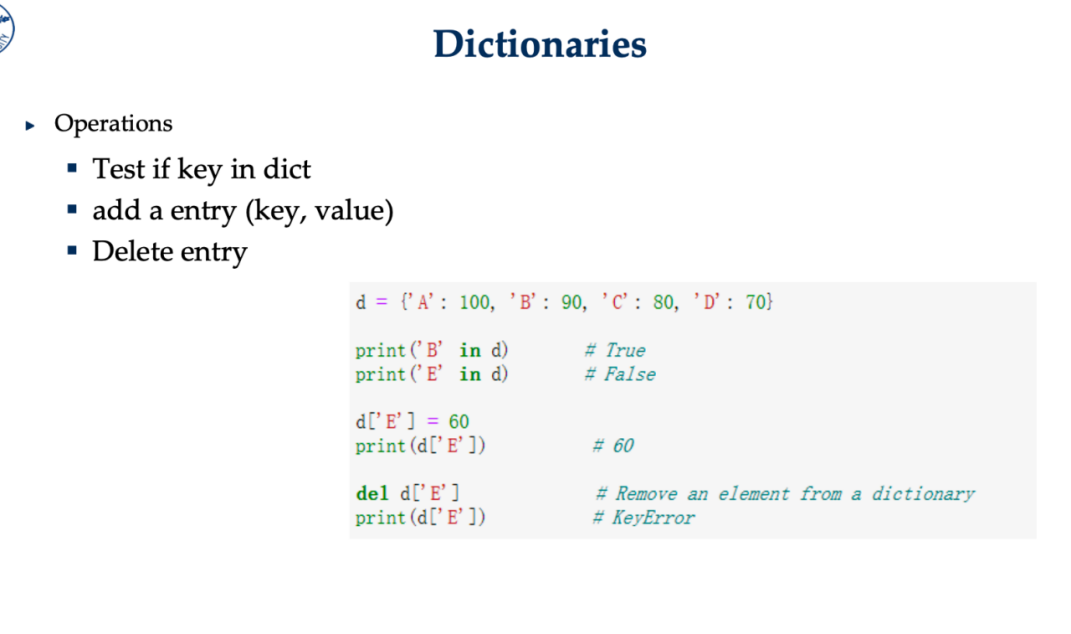 Dictionaries
Operations
Test if key in dict
add a entry (key, value)
Delete entry
d = {'A': 100, 'B': 90, 'C': 80, 'D': 70}
print('B' in d) # True
print('E' in d) # False
d['E'] = 60
print(d['E']) # 60
del d['E'] # Remove an element from a dictionary
print(d['E']) # KeyError